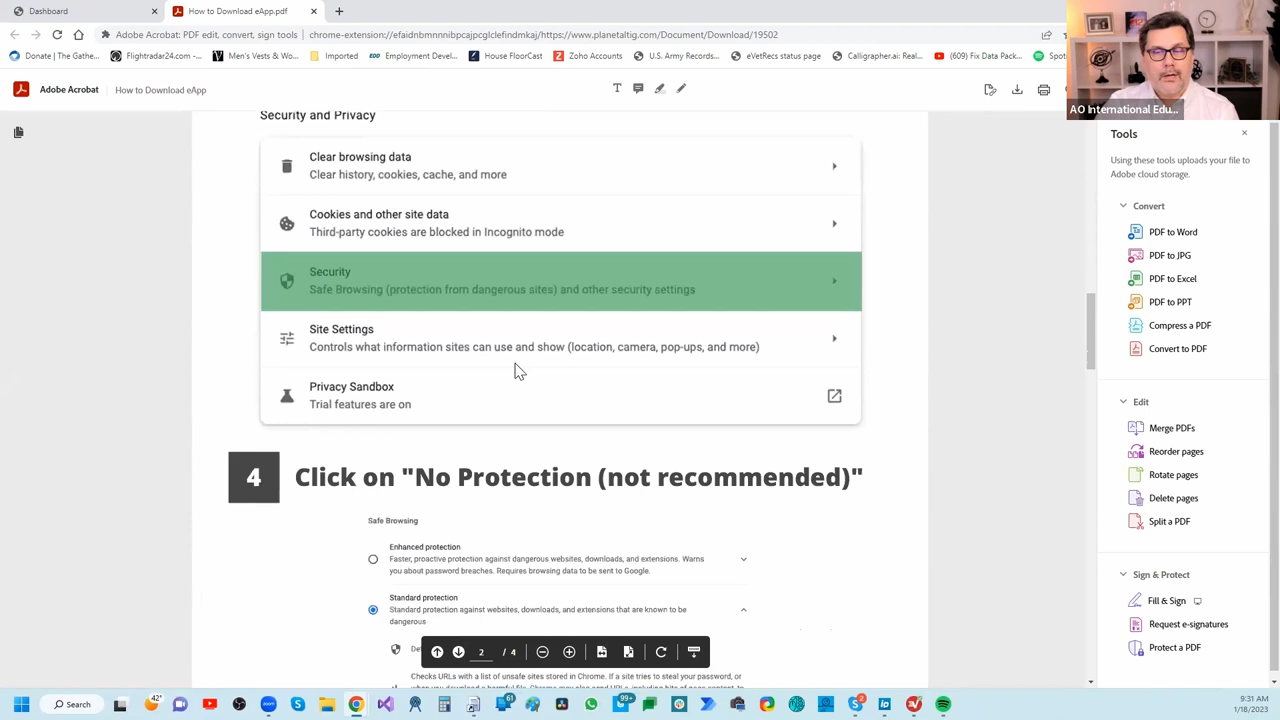 Dashboard
How to Download eApp.pdf
Adobe Acrobat: PDF edit, convert, sign tools
chrome-extension://efaidnbmnnnibpcajpcglclefindmkaj/https://www.planetaltig.com/Document/Download/19502
Donate | The Gathe...
Flightradar24.com -...
Men's Vests & Wo...
Imported
Employment | DFM...
House FloorCast
Zoho Accounts
U.S. Army Records...
eVetRecs status page
Calligrapher.ai: Real...
(609) Fix Data Pack...
Spot
AO International Edu...
Adobe Acrobat
How to Download eApp
Security and Privacy
Clear browsing data
Clear history, cookies, cache, and more
Cookies and other site data
Third-party cookies are blocked in Incognito mode
Security
Safe Browsing (protection from dangerous sites) and other security settings
Site Settings
Controls what information sites can use and show (location, camera, pop-ups, and more)
Privacy Sandbox
Trial features are on
4 Click on "No Protection (not recommended)"
Safe Browsing
Enhanced protection
Faster, proactive protection against dangerous websites, downloads, and extensions. Warns
you about password breaches. Requires browsing data to be sent to Google.
Standard protection
Standard protection against websites, downloads, and extensions that are known to be
dangerous
2 / 4
Checks URLs with a list of unsafe sites stored in Chrome. If a site tries to steal your password, or
Tools
Using these tools uploads your file to
Adobe cloud storage.
Convert
PDF to Word
PDF to JPG
PDF to Excel
PDF to PPT
Compress a PDF
Convert to PDF
Edit
Merge PDFs
Reorder pages
Rotate pages
Delete pages
Split a PDF
Sign & Protect
Fill & Sign
Request e-signatures
Protect a PDF
Search
42°
61
99+
2
9:31 AM
1/18/2023